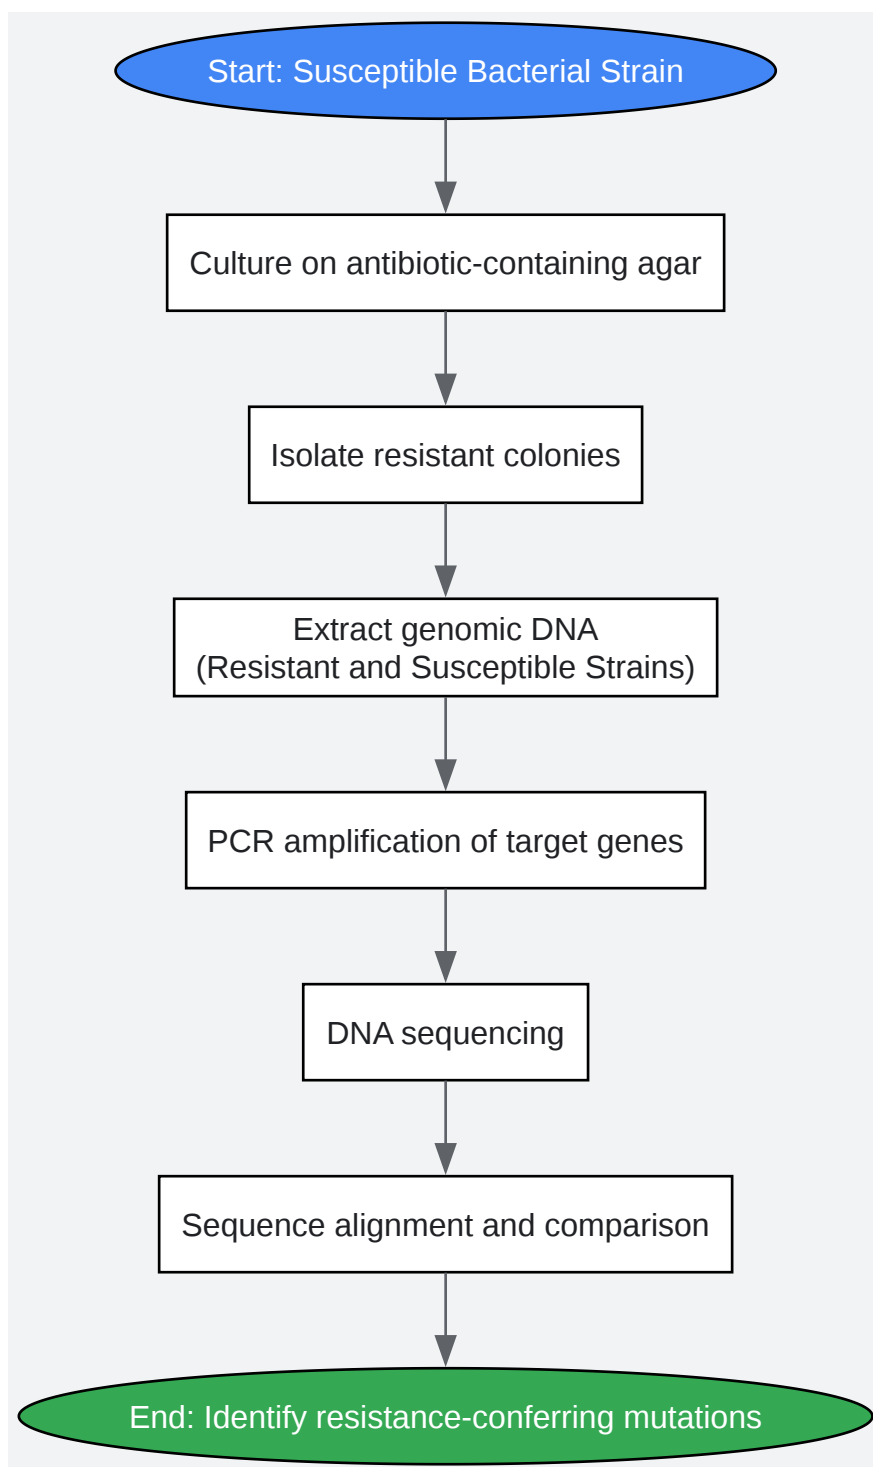 Start: Susceptible Bacterial Strain
Culture on antibiotic-containing agar
Isolate resistant colonies
Extract genomic DNA
(Resistant and Susceptible Strains)
PCR amplification of target genes
DNA sequencing
Sequence alignment and comparison
End: Identify resistance-conferring mutations